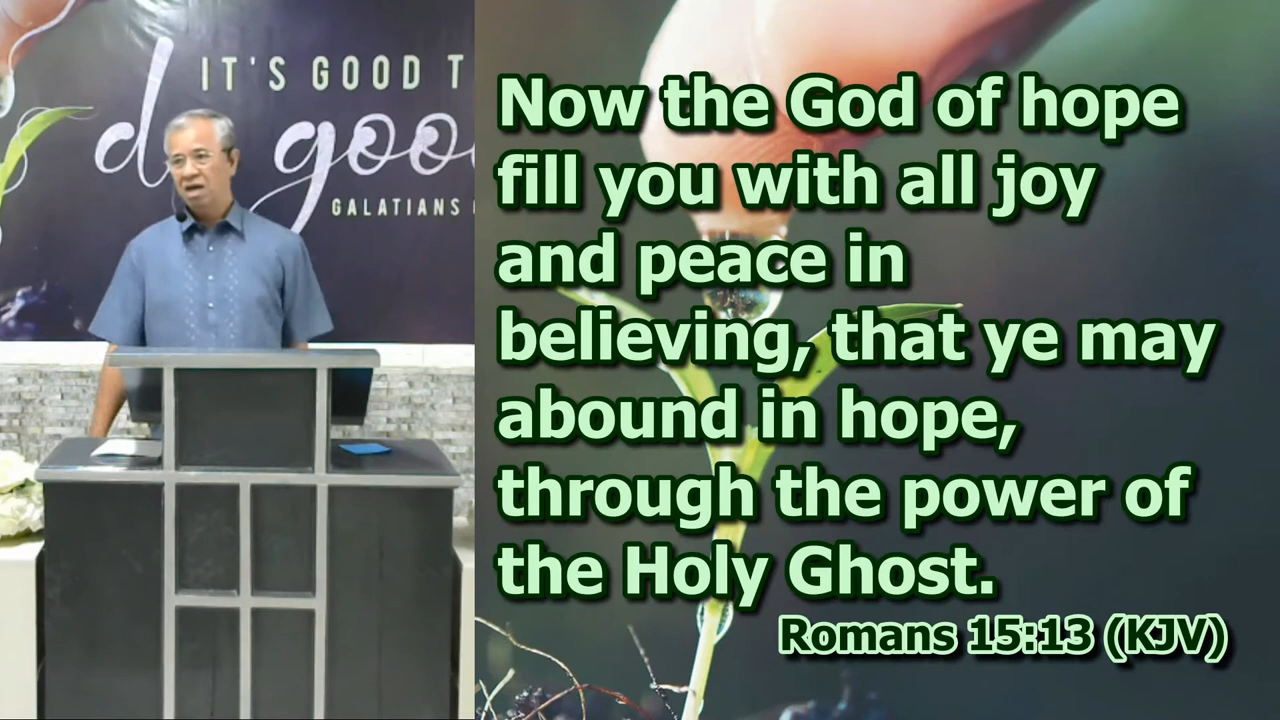 IT'S GOOD T
d goo
GALATIANS
Now the God of hope
fill you with all joy
and peace in
believing, that ye may
abound in hope,
through the power of
the Holy Ghost.
Romans 15:13 (KJV)